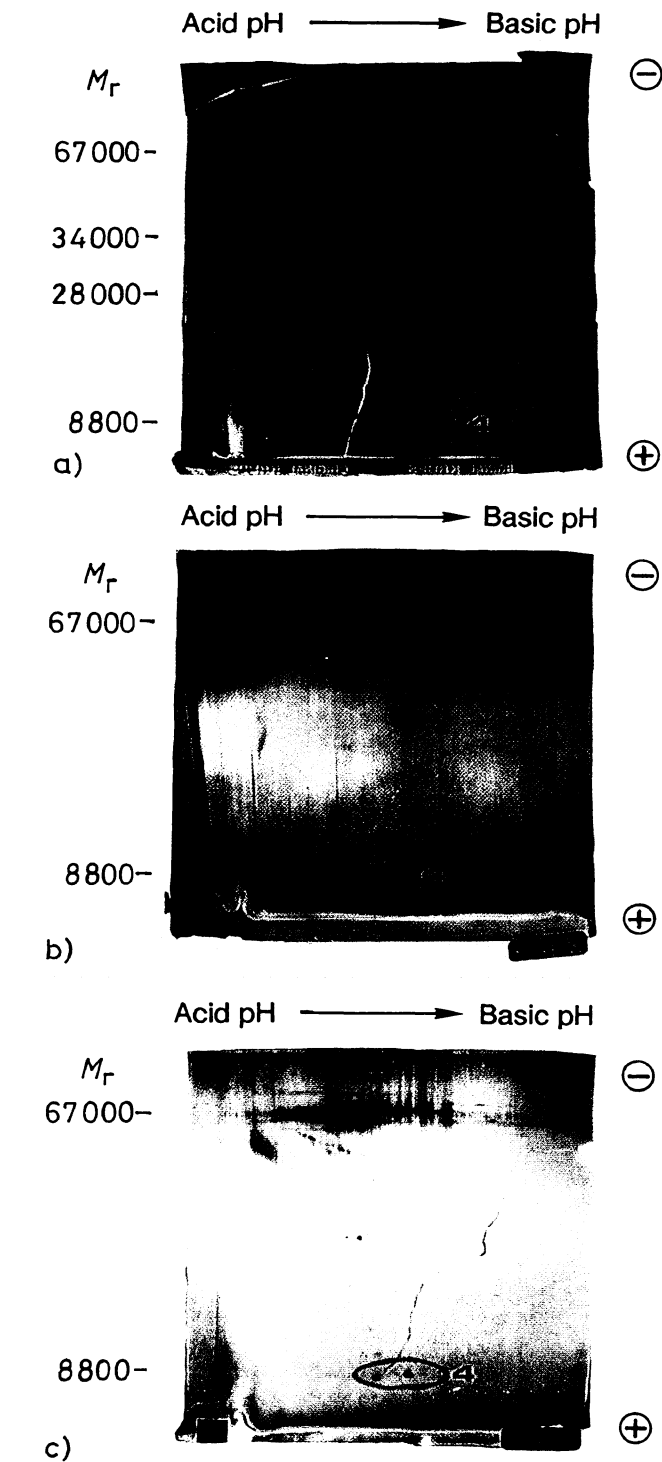 Acid pH Basic pH
Mr
67000-
34000-
28000-
8800-
4
a)
Acid pH Basic pH
Mr
67000-
8800-
b)
Acid pH Basic pH
Mr
67000-
8800-
4
c)